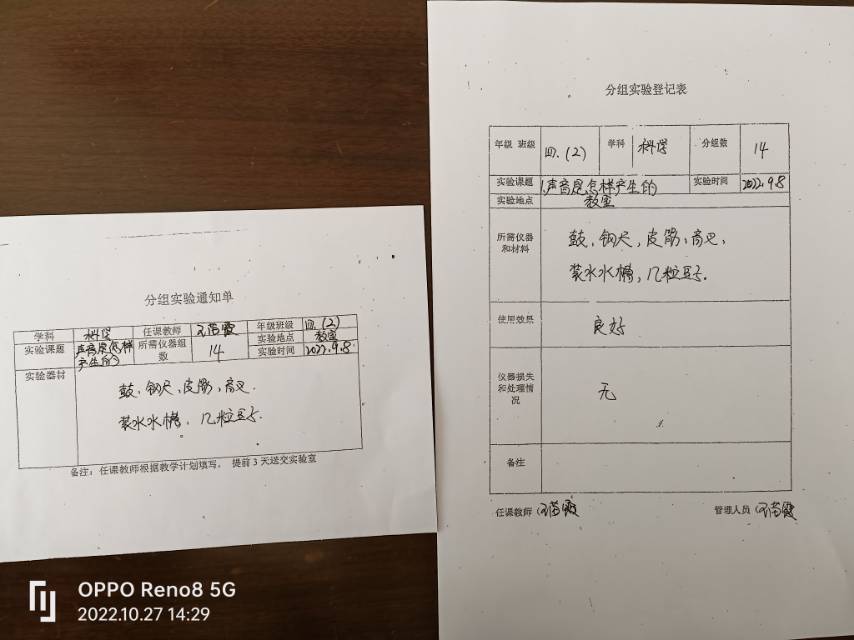 分组实验通知单
学科 科学 任课教师 年级班级 四.(2)
实验课题 声音是怎样产生的 所需仪器组数 14 实验地点 教室
实验时间 2022.9.8
实验器材 鼓、钢尺,皮筋,音叉.
装水水槽,几粒豆子.
备注:任课教师根据教学计划填写,提前3天送交实验室
分组实验登记表
年级 班级 四.(2) 学科 科学 分组数 14
实验课题 1.声音是怎样产生的 实验时间 2022.9.8
实验地点 教室
所需仪器和材料 鼓、钢尺,皮筋,音叉,
装水水槽,几粒豆子.
使用效果 良好
仪器损失和处理情况 无
备注
任课教师( 管理人员(
OPPO Reno8 5G
2022.10.27 14:29